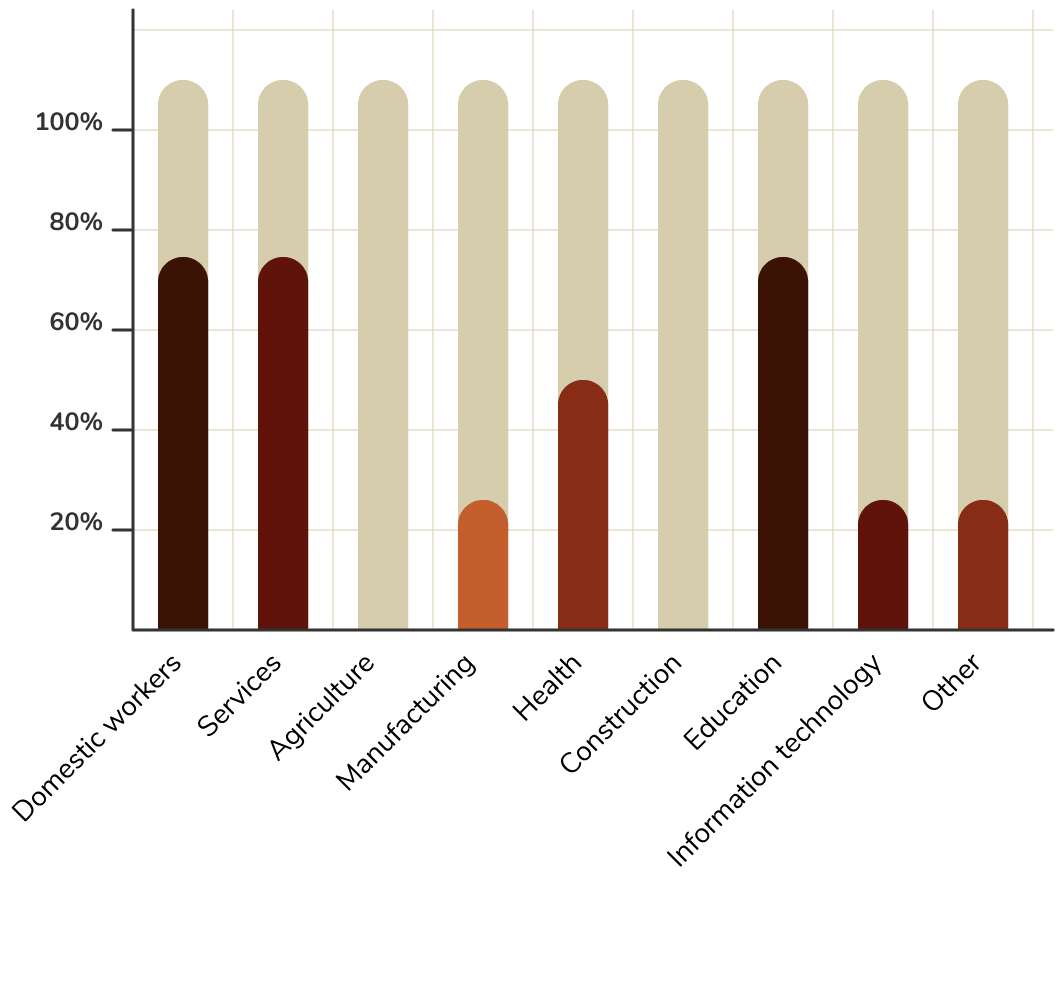 100%
80%
60%
40%
20%
Domestic workers
Services
Agriculture
Manufacturing
Health
Construction
Education
Information technology
Other